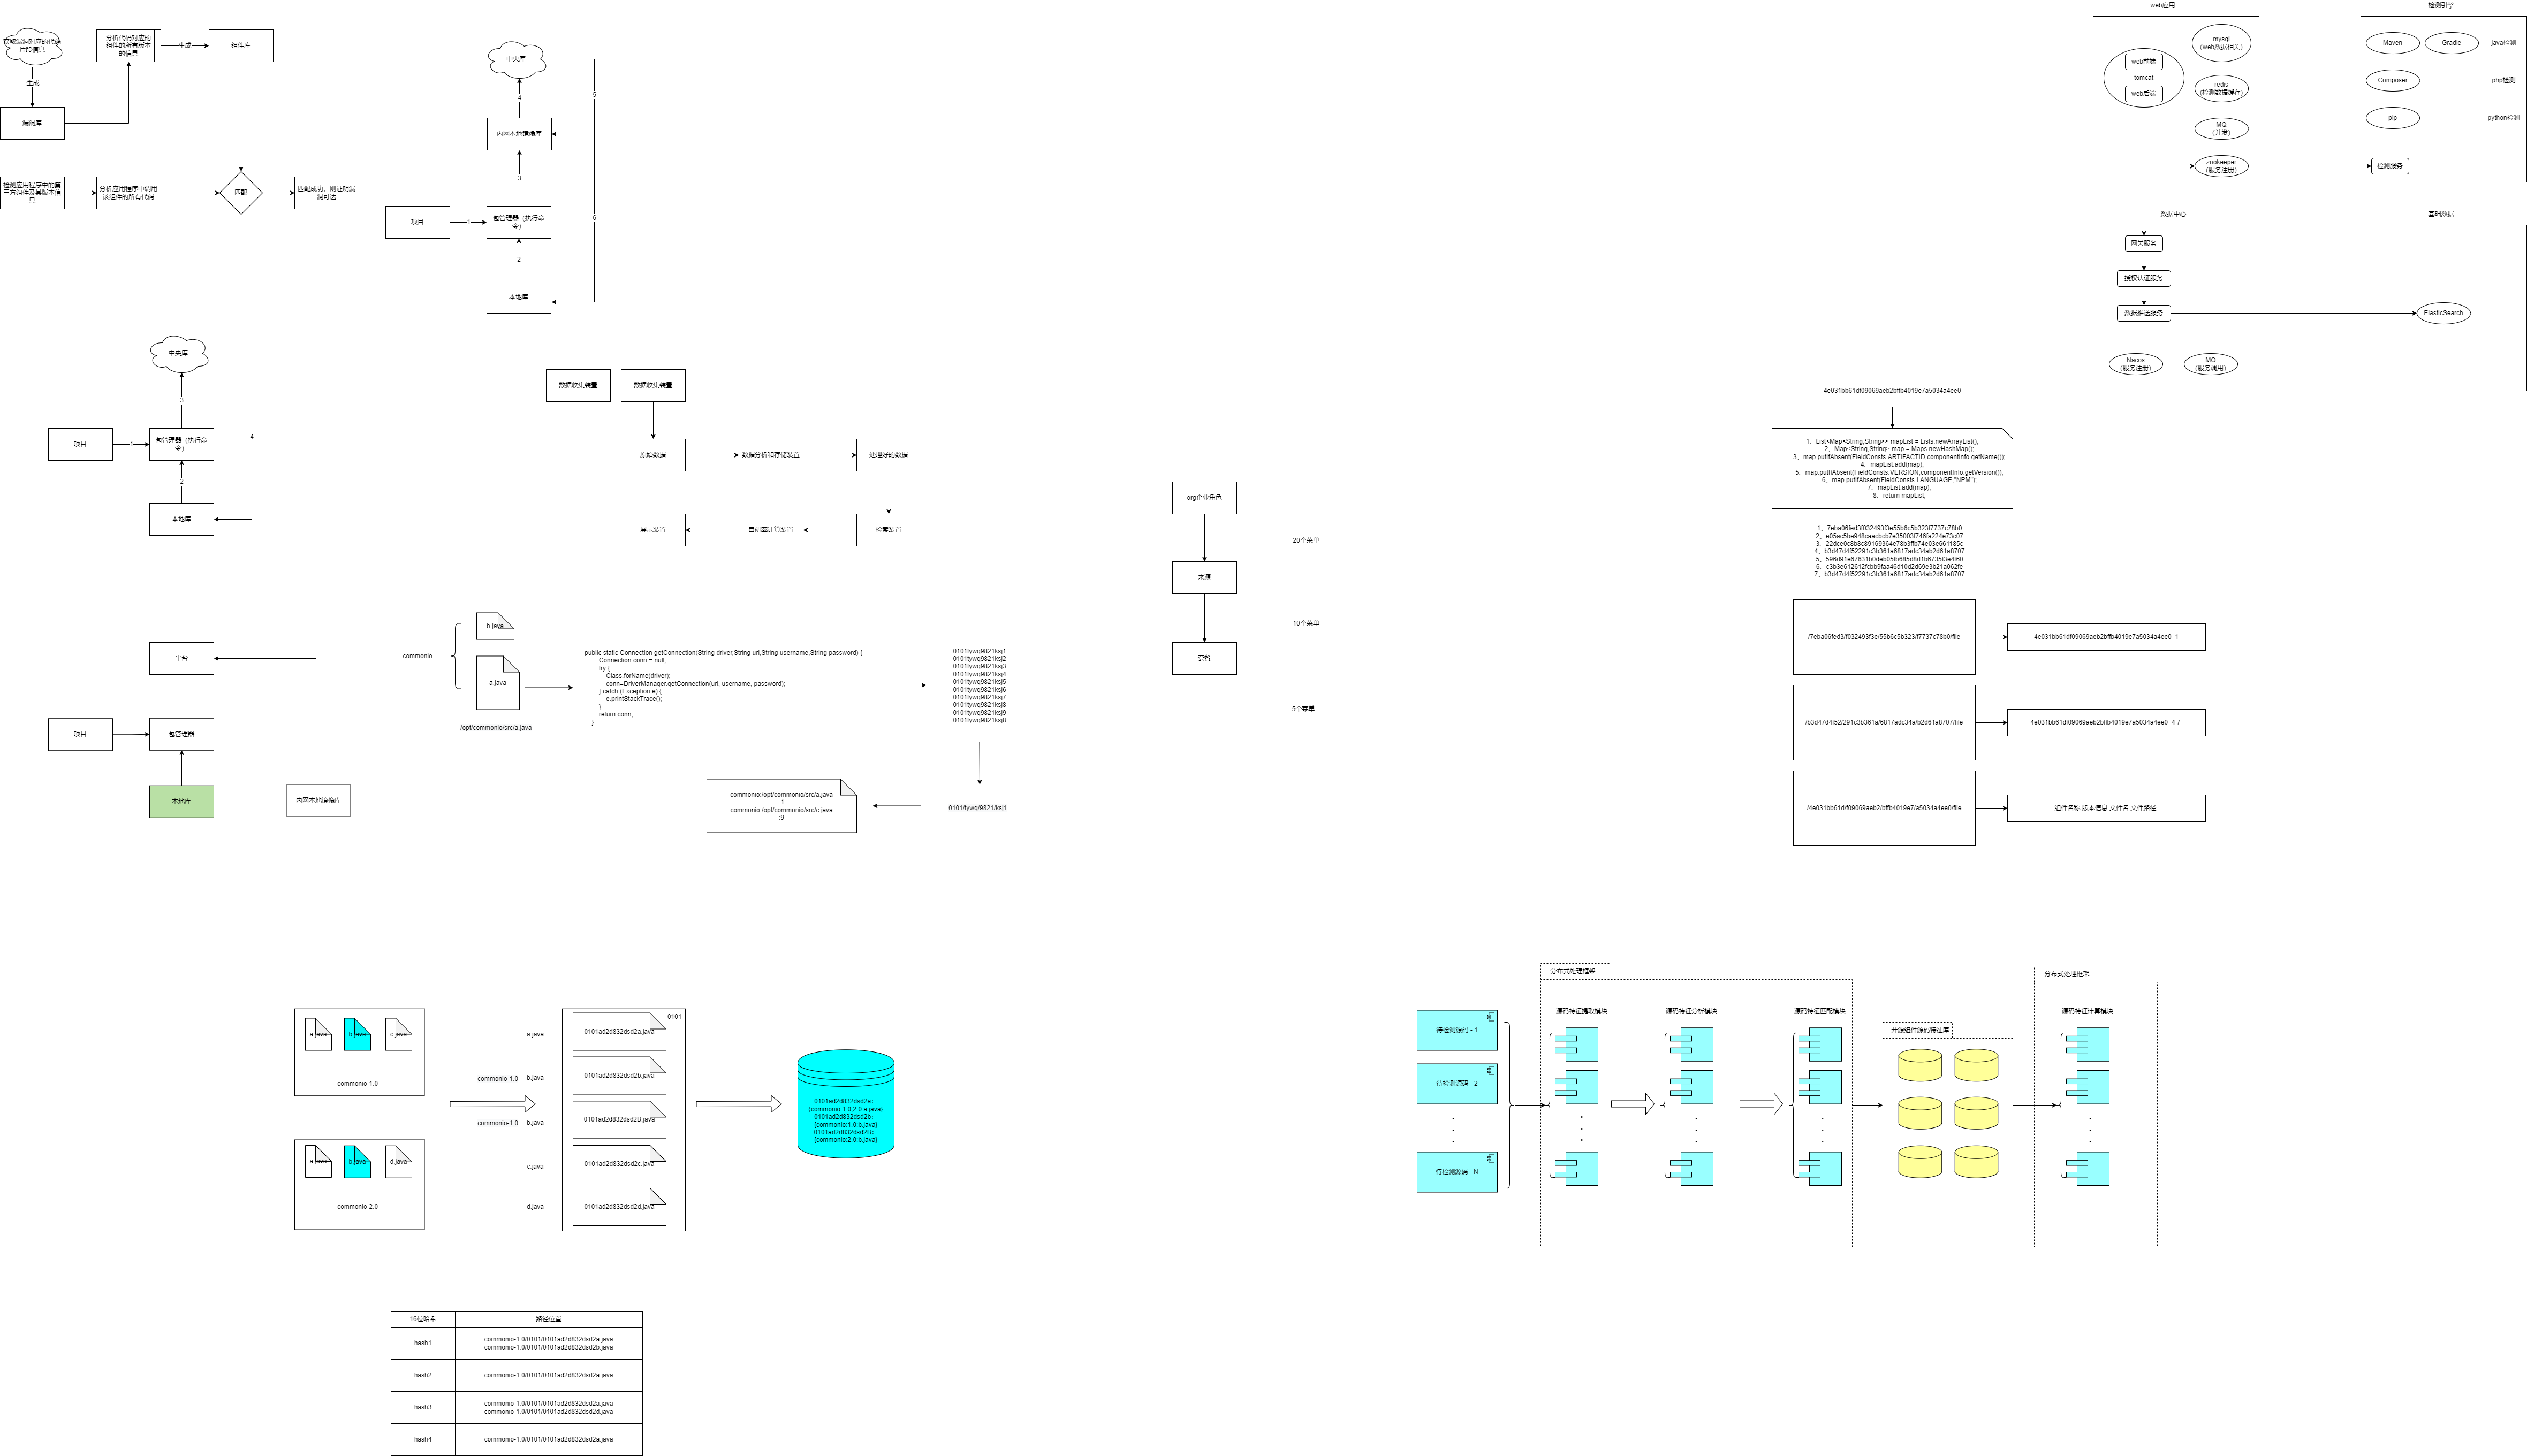 获取漏洞对应的代码
片段信息
生成
漏洞库
分析代码对应的
组件的所有版本
的信息
生成
组件库
检测应用程序中的第
三方组件及其版本信
息
分析应用程序中调用
该组件的所有代码
匹配
匹配成功，则证明漏
洞可达
中央库
4
5
内网本地镜像库
3
6
项目
1
包管理器（执行命
令）
2
本地库
web应用
web前端
tomcat
web后端
mysql
（web数据相关）
redis
（检测数据缓存）
MQ
（并发）
zookeeper
（服务注册）
检测引擎
Maven
Gradle
java检测
Composer
php检测
pip
python检测
检测服务
数据中心
网关服务
授权认证服务
数据推送服务
Nacos
（服务注册）
MQ
（服务调用）
基础数据
ElasticSearch
中央库
3
4
项目
1
包管理器（执行命
令）
2
本地库
数据收集装置
数据收集装置
原始数据
数据分析和存储装置
处理好的数据
展示装置
自研率计算装置
检索装置
org企业角色
20个菜单
来源
10个菜单
套餐
5个菜单
4e031bb61df09069aeb2bffb4019e7a5034a4ee0
1、List<Map<String,String>> mapList = Lists.newArrayList();
2、Map<String,String> map = Maps.newHashMap();
3、map.putIfAbsent(FieldConsts.ARTIFACTID,componentInfo.getName());
4、mapList.add(map);
5、map.putIfAbsent(FieldConsts.VERSION,componentInfo.getVersion());
6、map.putIfAbsent(FieldConsts.LANGUAGE,"NPM");
7、mapList.add(map);
8、return mapList;
1、7eba06fed3f032493f3e55b6c5b323f7737c78b0
2、e05ac5be948caacbcb7e35003f746fa224e73c07
3、22dce0c8b8c89169364e78b3ffb74e03e661185c
4、b3d47d4f52291c3b361a6817adc34ab2d61a8707
5、596d91e67631b0deb05fb685d8d1b6735f3e4f60
6、c3b3e612612fcbb9faa46d10d2d69e3b21a062fe
7、b3d47d4f52291c3b361a6817adc34ab2d61a8707
/7eba06fed3/f032493f3e/55b6c5b323/f7737c78b0/file
4e031bb61df09069aeb2bffb4019e7a5034a4ee0 1
/b3d47d4f52/291c3b361a/6817adc34a/b2d61a8707/file
4e031bb61df09069aeb2bffb4019e7a5034a4ee0 4 7
/4e031bb61d/f09069aeb2/bffb4019e7/a5034a4ee0/file
组件名称 版本信息 文件名 文件路径
平台
项目
包管理器
本地库
内网本地镜像库
commonio
b.java
a.java
/opt/commonio/src/a.java
public static Connection getConnection(String driver,String url,String username,String password) {
Connection conn = null;
try {
Class.forName(driver);
conn=DriverManager.getConnection(url, username, password);
} catch (Exception e) {
e.printStackTrace();
}
return conn;
}
0101tywq9821ksj1
0101tywq9821ksj2
0101tywq9821ksj3
0101tywq9821ksj4
0101tywq9821ksj5
0101tywq9821ksj6
0101tywq9821ksj7
0101tywq9821ksj8
0101tywq9821ksj9
0101tywq9821ksj8
0101/tywq/9821/ksj1
commonio:/opt/commonio/src/a.java
:1
commonio:/opt/commonio/src/c.java
:9
a.java
b.java
c.java
commonio-1.0
a.java
b.java
d.java
commonio-2.0
a.java
commonio-1.0
b.java
commonio-1.0
b.java
c.java
d.java
0101
0101ad2d832dsd2a.java
0101ad2d832dsd2b.java
0101ad2d832dsd2B.java
0101ad2d832dsd2c.java
0101ad2d832dsd2d.java
0101ad2d832dsd2a：
{commonio:1.0,2.0:a.java}
0101ad2d832dsd2b：
{commonio:1.0:b.java}
0101ad2d832dsd2B：
{commonio:2.0:b.java}
待检测源码 - 1
待检测源码 - 2
待检测源码 - N
分布式处理框架
源码特征提取模块
源码特征分析模块
源码特征匹配模块
开源组件源码特征库
分布式处理框架
源码特征计算模块
16位哈希
路径位置
hash1
commonio-1.0/0101/0101ad2d832dsd2a.java
commonio-1.0/0101/0101ad2d832dsd2b.java
hash2
commonio-1.0/0101/0101ad2d832dsd2a.java
hash3
commonio-1.0/0101/0101ad2d832dsd2a.java
commonio-1.0/0101/0101ad2d832dsd2d.java
hash4
commonio-1.0/0101/0101ad2d832dsd2a.java